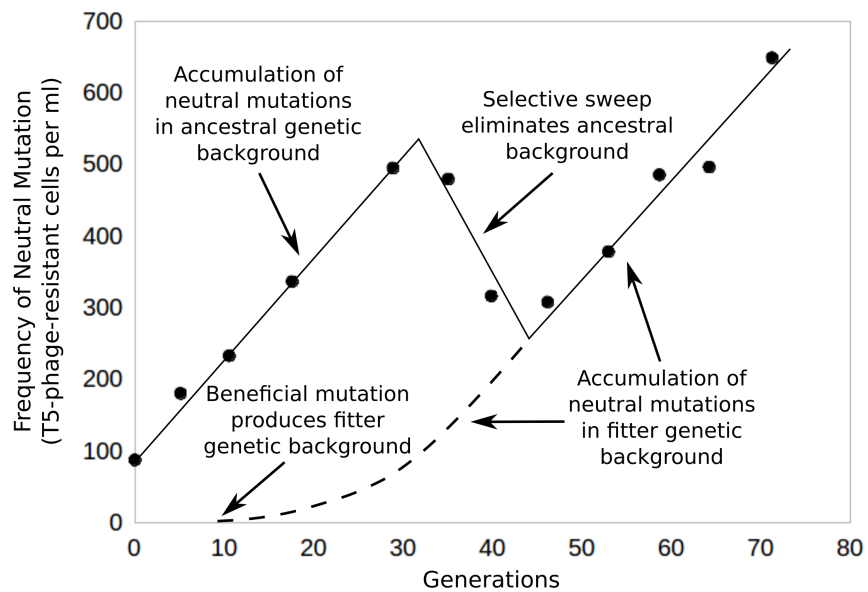 Frequency of Neutral Mutation
(T5-phage-resistant cells per ml)
700
600
500
400
300
200
100
0
Accumulation of
neutral mutations
in ancestral genetic
background
Selective sweep
eliminates ancestral
background
Beneficial mutation
produces fitter
genetic background
Accumulation of
neutral mutations
in fitter genetic
background
0 10 20 30 40 50 60 70 80
Generations